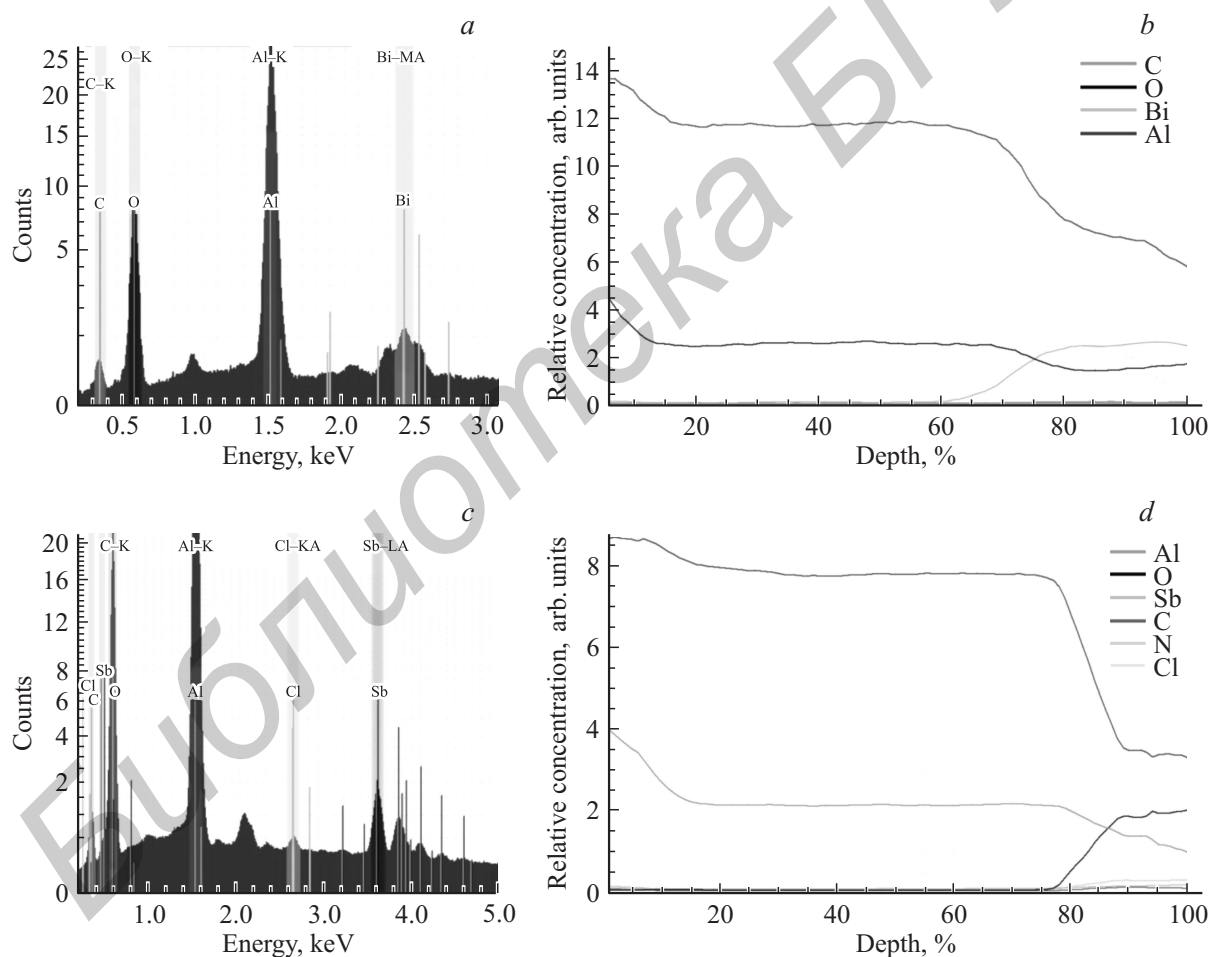 a
25
20
15
10
5
0
Counts
C–K
O–K
Al–K
Bi–MA
C
O
Al
Bi
0.5 1.0 1.5 2.0 2.5 3.0
Energy, keV
b
14
12
10
8
6
4
2
0
Relative concentration, arb. units
C
O
Bi
Al
20 40 60 80 100
Depth, %
c
20
16
12
8
6
4
2
0
Counts
C–K
Al–K
Cl–KA
Sb–LA
Sb
Cl
C
O
Al
Cl
Sb
1.0 2.0 3.0 4.0 5.0
Energy, keV
d
8
6
4
2
0
Relative concentration, arb. units
Al
O
Sb
C
N
Cl
20 40 60 80 100
Depth, %
Библиотека БГ